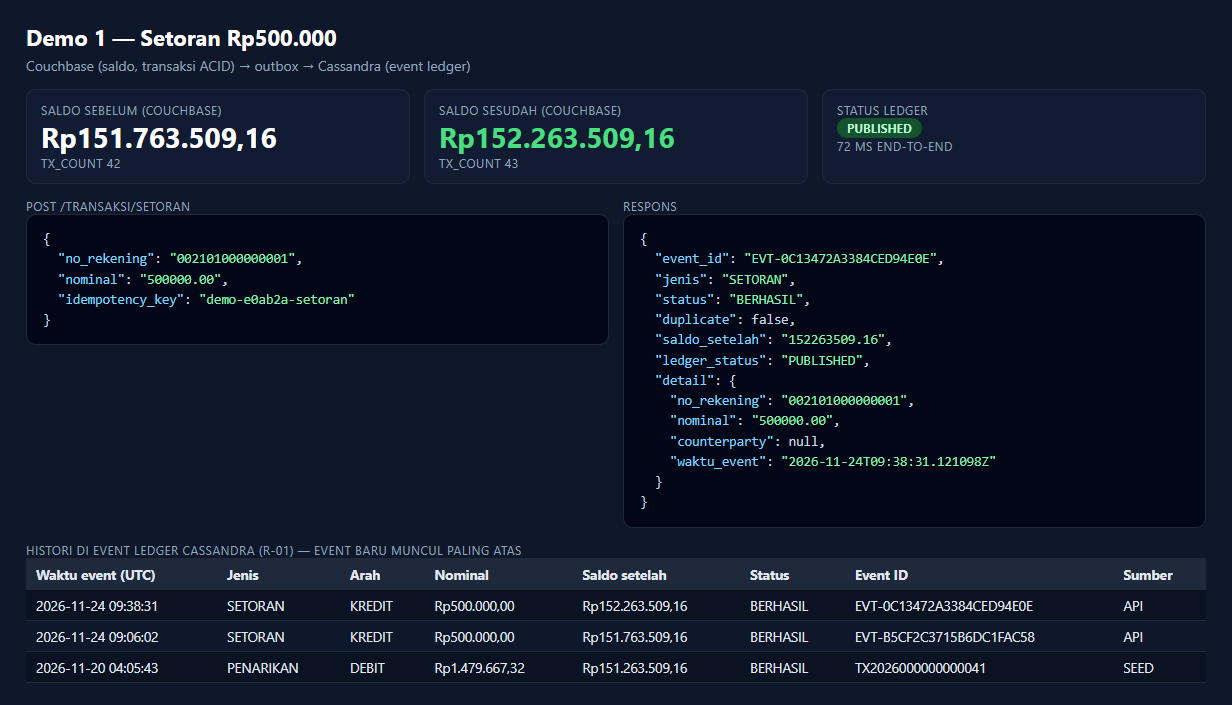 Demo 1 — Setoran Rp500.000
Couchbase (saldo, transaksi ACID) → outbox → Cassandra (event ledger)
SALDO SEBELUM (COUCHBASE)
Rp151.763.509,16
TX_COUNT 42
SALDO SESUDAH (COUCHBASE)
Rp152.263.509,16
TX_COUNT 43
STATUS LEDGER
PUBLISHED
72 MS END-TO-END
POST /TRANSAKSI/SETORAN
{
  "no_rekening": "002101000000001",
  "nominal": "500000.00",
  "idempotency_key": "demo-e0ab2a-setoran"
}
RESPONS
{
  "event_id": "EVT-0C13472A3384CED94E0E",
  "jenis": "SETORAN",
  "status": "BERHASIL",
  "duplicate": false,
  "saldo_setelah": "152263509.16",
  "ledger_status": "PUBLISHED",
  "detail": {
    "no_rekening": "002101000000001",
    "nominal": "500000.00",
    "counterparty": null,
    "waktu_event": "2026-11-24T09:38:31.121098Z"
  }
}
HISTORI DI EVENT LEDGER CASSANDRA (R-01) — EVENT BARU MUNCUL PALING ATAS
Waktu event (UTC) Jenis Arah Nominal Saldo setelah Status Event ID Sumber
2026-11-24 09:38:31 SETORAN KREDIT Rp500.000,00 Rp152.263.509,16 BERHASIL EVT-0C13472A3384CED94E0E API
2026-11-24 09:06:02 SETORAN KREDIT Rp500.000,00 Rp151.763.509,16 BERHASIL EVT-B5CF2C3715B6DC1FAC58 API
2026-11-20 04:05:43 PENARIKAN DEBIT Rp1.479.667,32 Rp151.263.509,16 BERHASIL TX2026000000000041 SEED